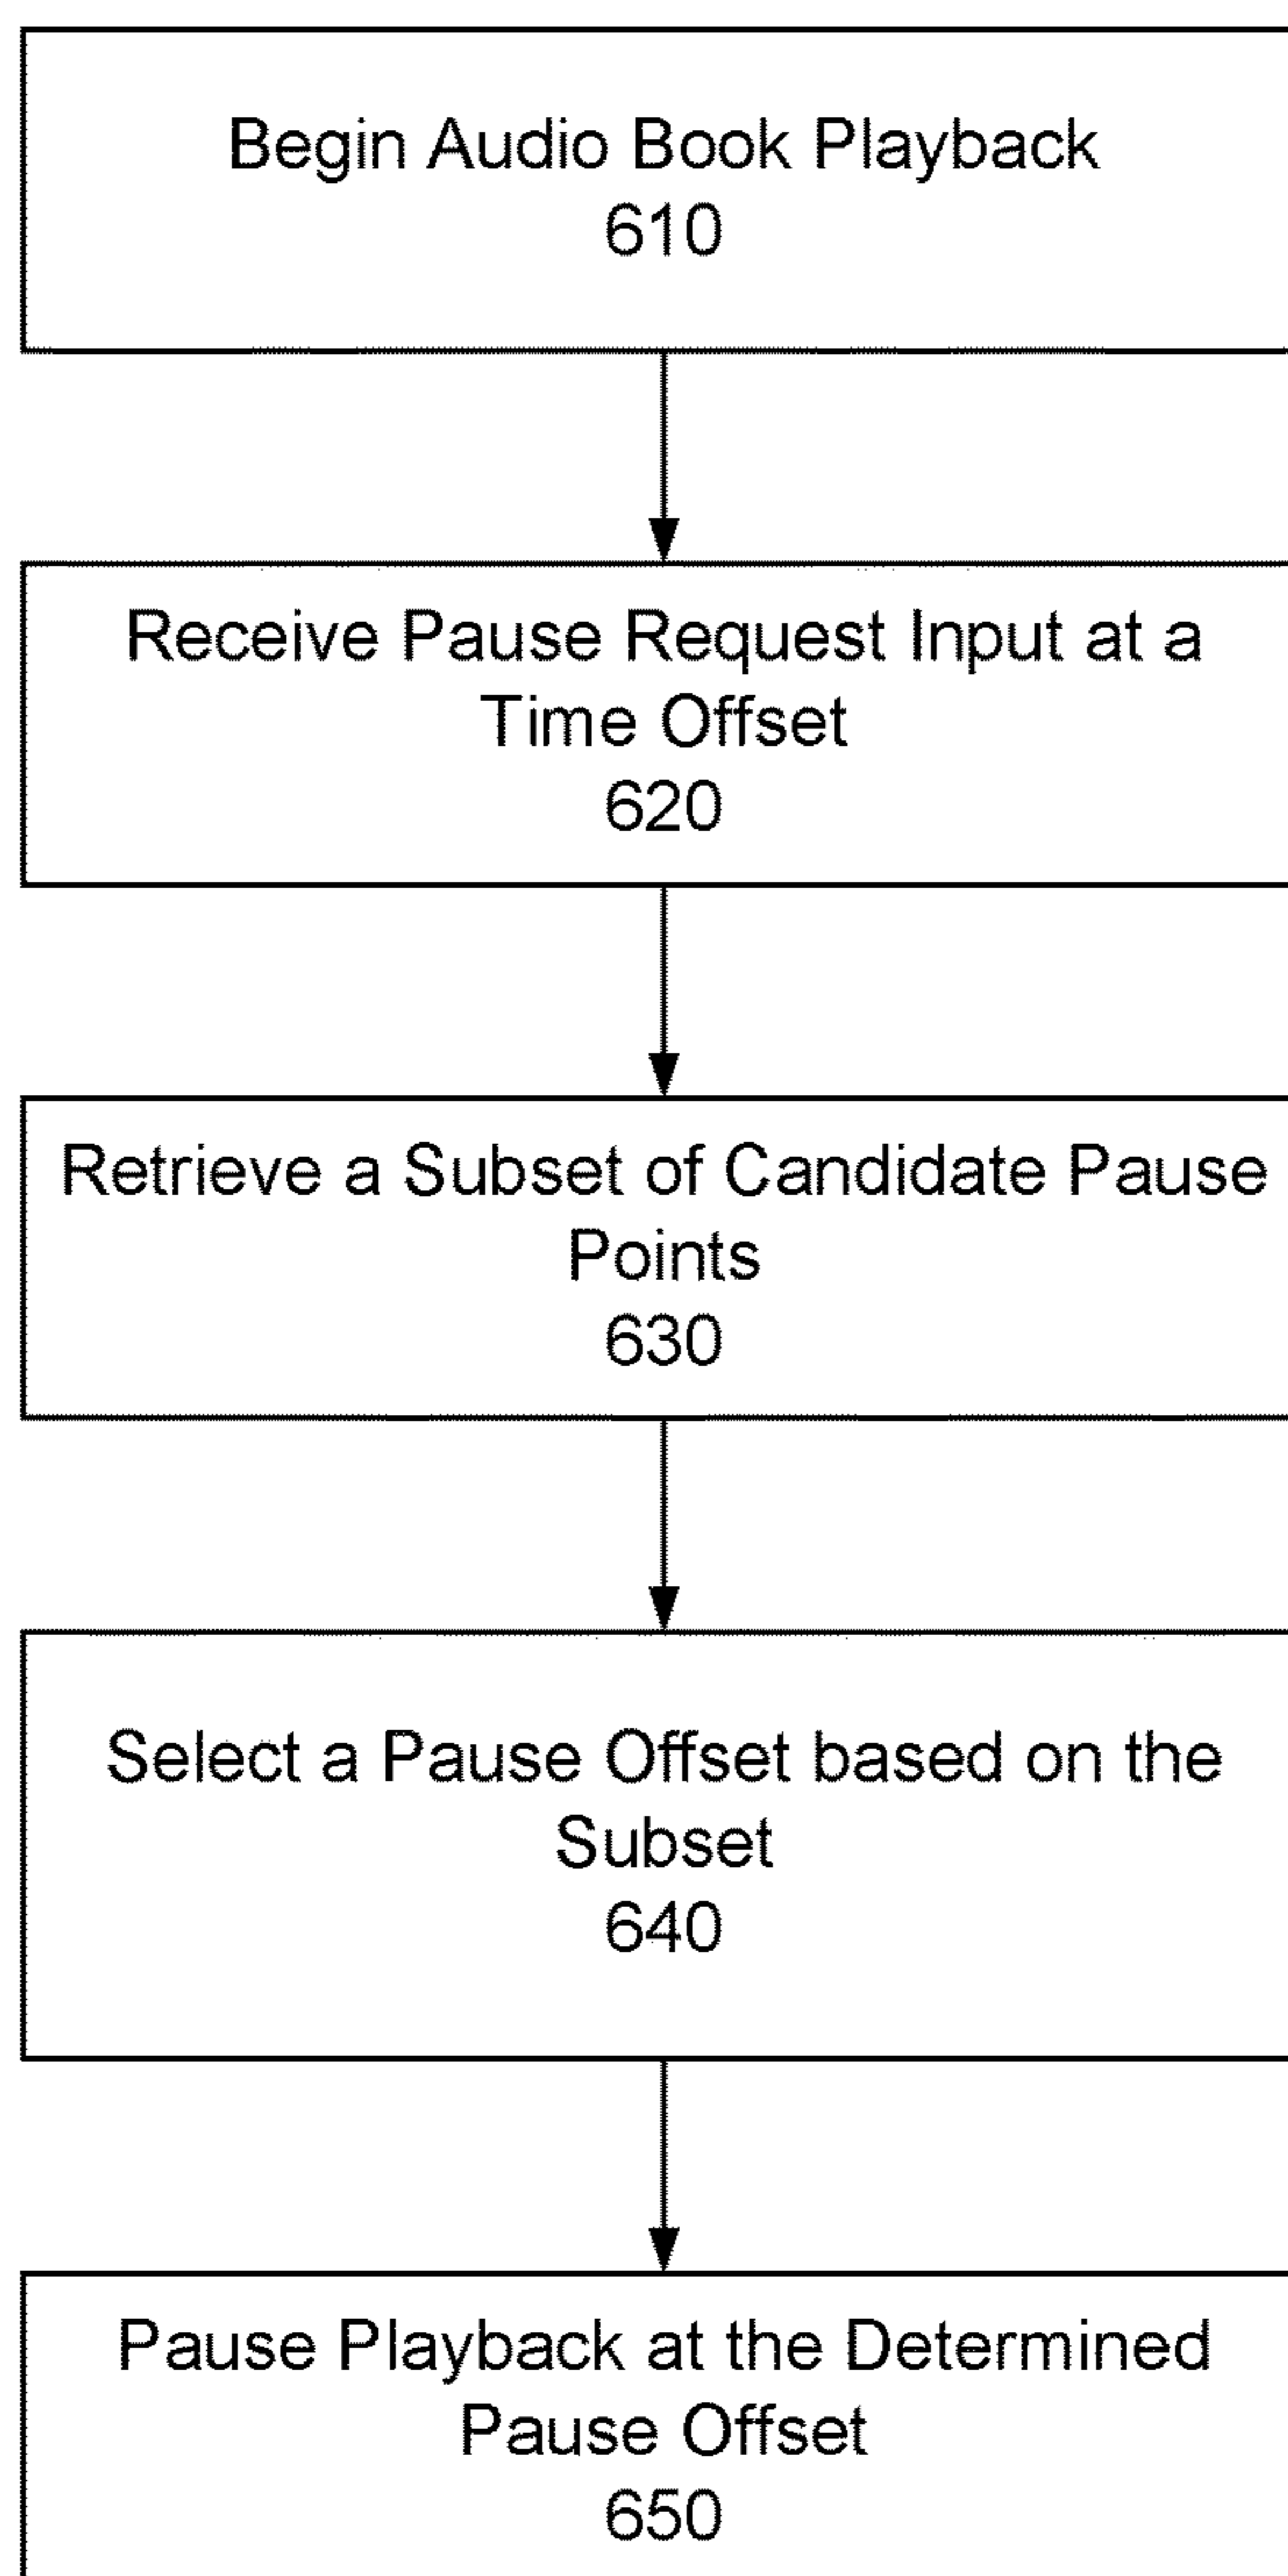 Begin Audio Book Playback
610
Receive Pause Request Input at a
Time Offset
620
Retrieve a Subset of Candidate Pause
Points
630
Select a Pause Offset based on the
Subset
640
Pause Playback at the Determined
Pause Offset
650